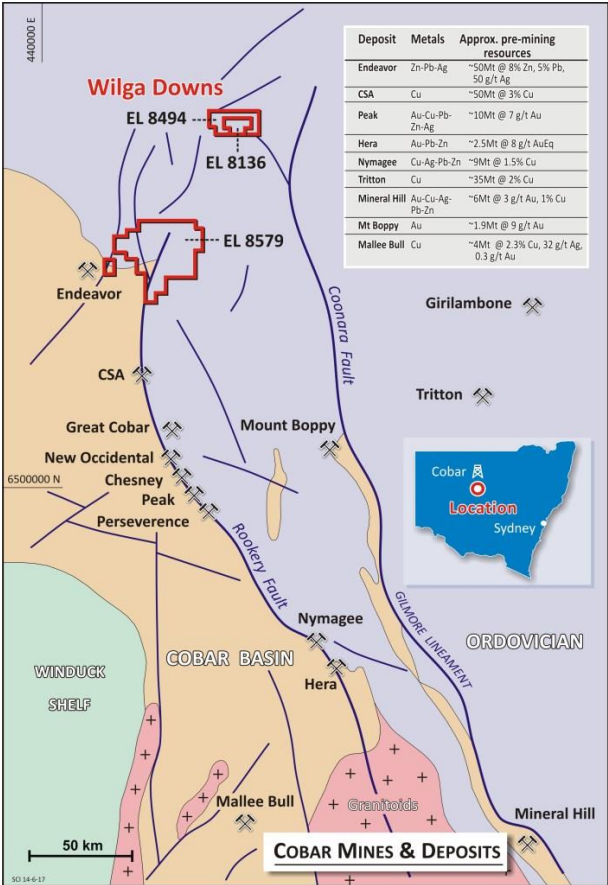 440000 E
Wilga Downs
EL 8494
EL 8136
EL 8579
Deposit Metals Approx. pre-mining
resources
Endeavor Zn-Pb-Ag ~50Mt @ 8% Zn, 5% Pb,
50 g/t Ag
CSA Cu ~50Mt @ 3% Cu
Peak Au-Cu-Pb- ~10Mt @ 7 g/t Au
Zn-Ag
Hera Au-Pb-Zn ~2.5Mt @ 8 g/t AuEq
Nymagee Cu-Ag-Pb-Zn ~9Mt @ 1.5% Cu
Tritton Cu ~35Mt @ 2% Cu
Mineral Hill Au-Cu-Ag- ~6Mt @ 3 g/t Au, 1% Cu
Pb-Zn
Mt Boppy Au ~1.9Mt @ 9 g/t Au
Mallee Bull Cu ~4Mt @ 2.3% Cu, 32 g/t Ag,
0.3 g/t Au
Endeavor
Coonara Fault
Girilambone
CSA
Tritton
Great Cobar
Mount Boppy
New Occidental
6500000 N
Chesney
Peak
Perseverence
Cobar
Location
Sydney
Rookery Fault
Nymagee
GILMORE LINEAMENT
ORDOVICIAN
COBAR BASIN
Hera
WINDUCK
SHELF
Mallee Bull
Granitoids
Mineral Hill
50 km
COBAR MINES & DEPOSITS
SCI 14-6-17